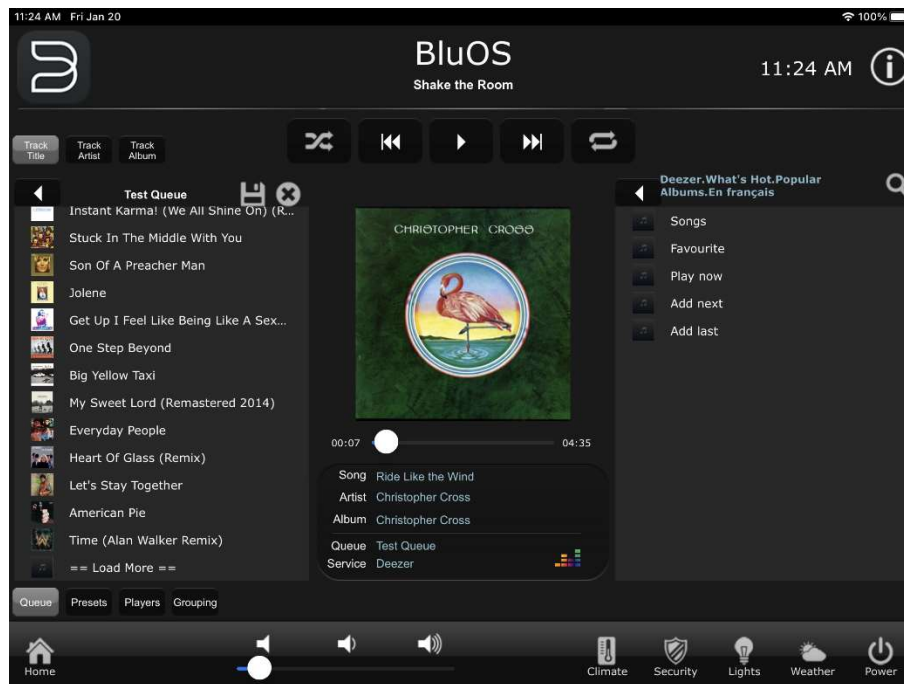 11:24 AM Fri Jan 20
100%
BluOS
Shake the Room
11:24 AM
Track Title
Track Artist
Track Album
Test Queue
Instant Karma! (We All Shine On) (R...
Stuck In The Middle With You
Son Of A Preacher Man
Jolene
Get Up I Feel Like Being Like A Sex...
One Step Beyond
Big Yellow Taxi
My Sweet Lord (Remastered 2014)
Everyday People
Heart Of Glass (Remix)
Let's Stay Together
American Pie
Time (Alan Walker Remix)
== Load More ==
CHRISTOPHER CROSS
00:07
04:35
Song Ride Like the Wind
Artist Christopher Cross
Album Christopher Cross
Queue Test Queue
Service Deezer
Deezer.What's Hot.Popular
Albums.En français
Songs
Favourite
Play now
Add next
Add last
Queue
Presets
Players
Grouping
Home
Climate
Security
Lights
Weather
Power